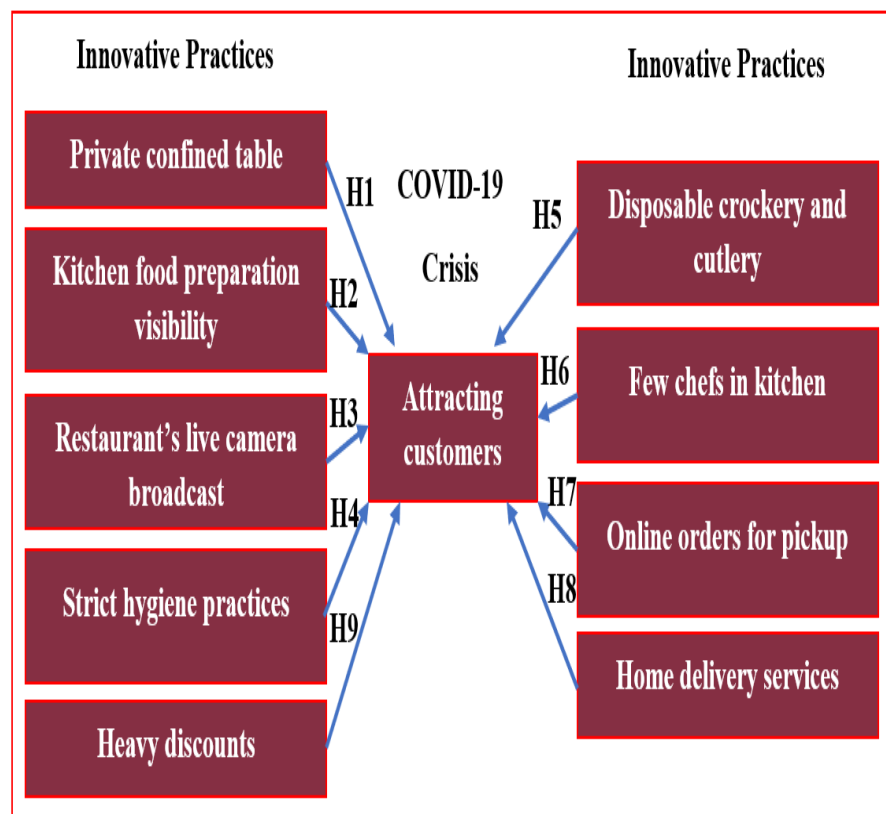 Innovative Practices
Private confined table
H1
Kitchen food preparation
visibility
H2
Restaurant’s live camera
broadcast
H3
Strict hygiene practices
H4
Heavy discounts
H9
COVID-19
Crisis
Attracting
customers
Innovative Practices
Disposable crockery and
cutlery
H5
Few chefs in kitchen
H6
Online orders for pickup
H7
Home delivery services
H8